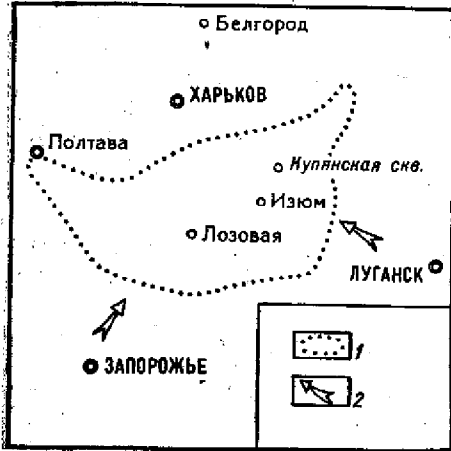 Белгород
ХАРЬКОВ
Полтава
Купянская скв.
Изюм
Лозовая
ЛУГАНСК
ЗАПОРОЖЬЕ
1
2